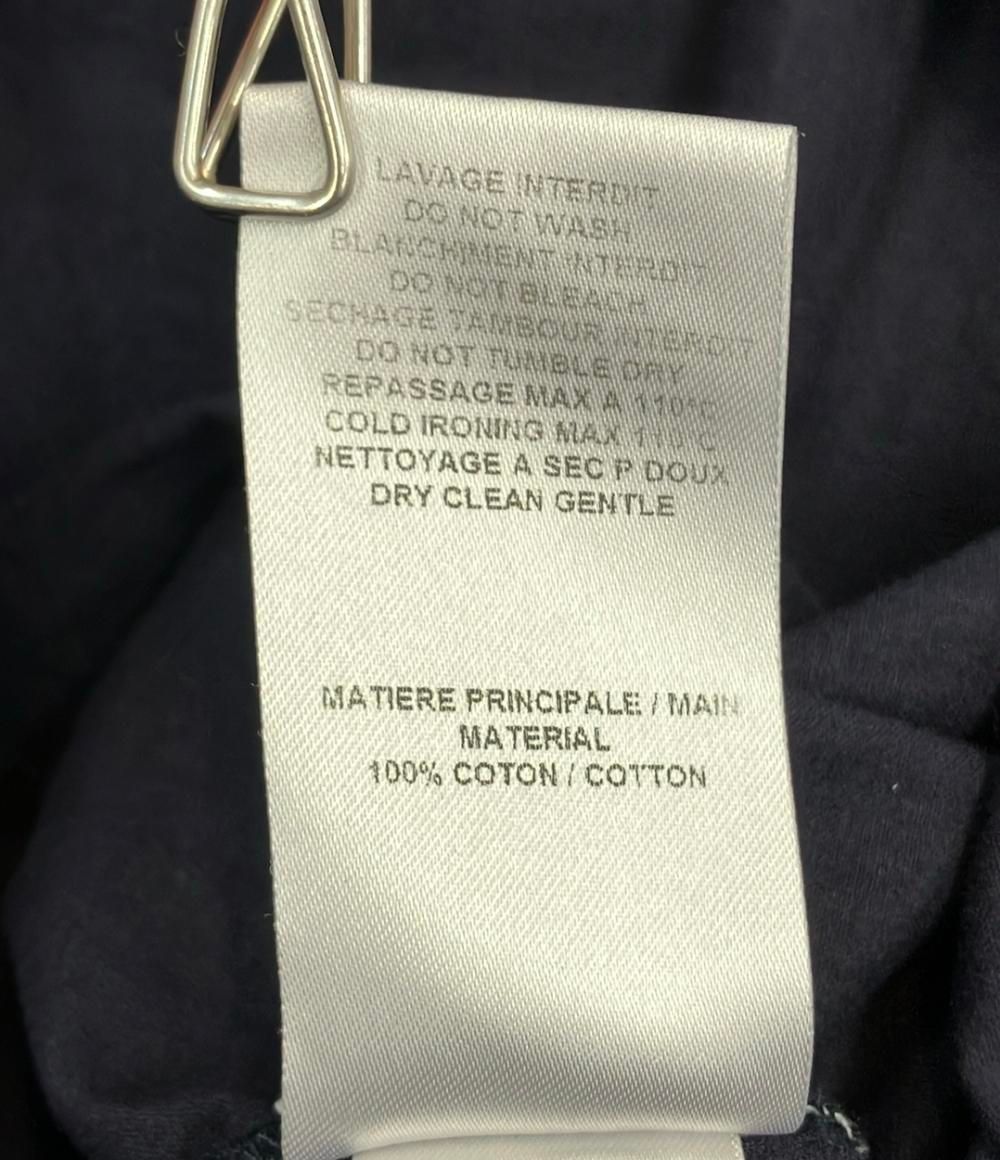 LAVAGE INTERDIT
DO NOT WASH
BLANCHIMENT INTERDIT
DO NOT BLEACH
SECHAGE TAMBOUR INTERDIT
DO NOT TUMBLE DRY
REPASSAGE MAX A 110°C
COLD IRONING MAX 110°C
NETTOYAGE A SEC P DOUX
DRY CLEAN GENTLE
MATIERE PRINCIPALE / MAIN
MATERIAL
100% COTON / COTTON